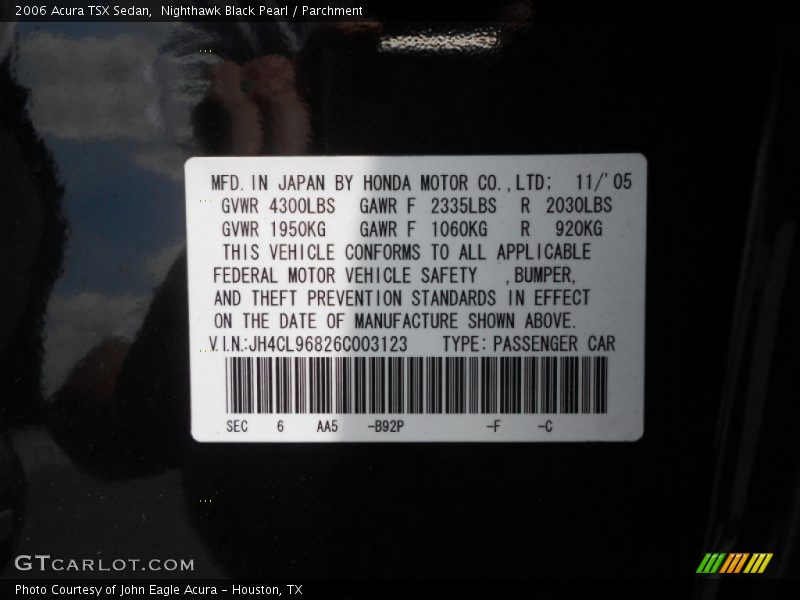 2006 Acura TSX Sedan, Nighthawk Black Pearl / Parchment
MFD. IN JAPAN BY HONDA MOTOR CO.,LTD; 11/'05
GVWR 4300LBS GAWR F 2335LBS R 2030LBS
GVWR 1950KG GAWR F 1060KG R 920KG
THIS VEHICLE CONFORMS TO ALL APPLICABLE
FEDERAL MOTOR VEHICLE SAFETY ,BUMPER,
AND THEFT PREVENTION STANDARDS IN EFFECT
ON THE DATE OF MANUFACTURE SHOWN ABOVE.
V.I.N.:JH4CL96826C003123 TYPE: PASSENGER CAR
SEC 6 AA5 -B92P -F -C
GTCARLOT.COM
Photo Courtesy of John Eagle Acura - Houston, TX